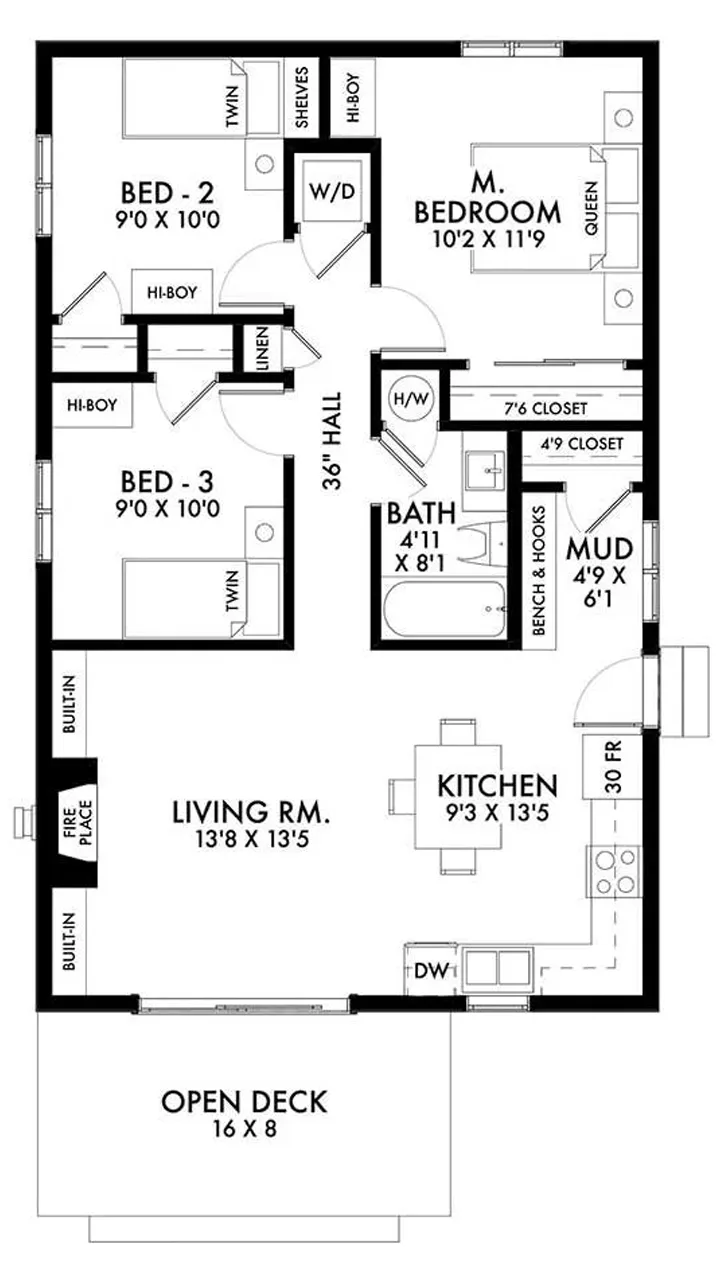 TWIN
SHELVES
HI-BOY
W/D
BED - 2
9'0 X 10'0
M.
BEDROOM
10'2 X 11'9
QUEEN
HI-BOY
LINEN
HI-BOY
36" HALL
H/W
7'6 CLOSET
4'9 CLOSET
BED - 3
9'0 X 10'0
BATH
4'11
X 8'1
BENCH & HOOKS
MUD
4'9 X
6'1
TWIN
BUILT-IN
30 FR
FIRE
PLACE
LIVING RM.
13'8 X 13'5
KITCHEN
9'3 X 13'5
BUILT-IN
DW
OPEN DECK
16 X 8